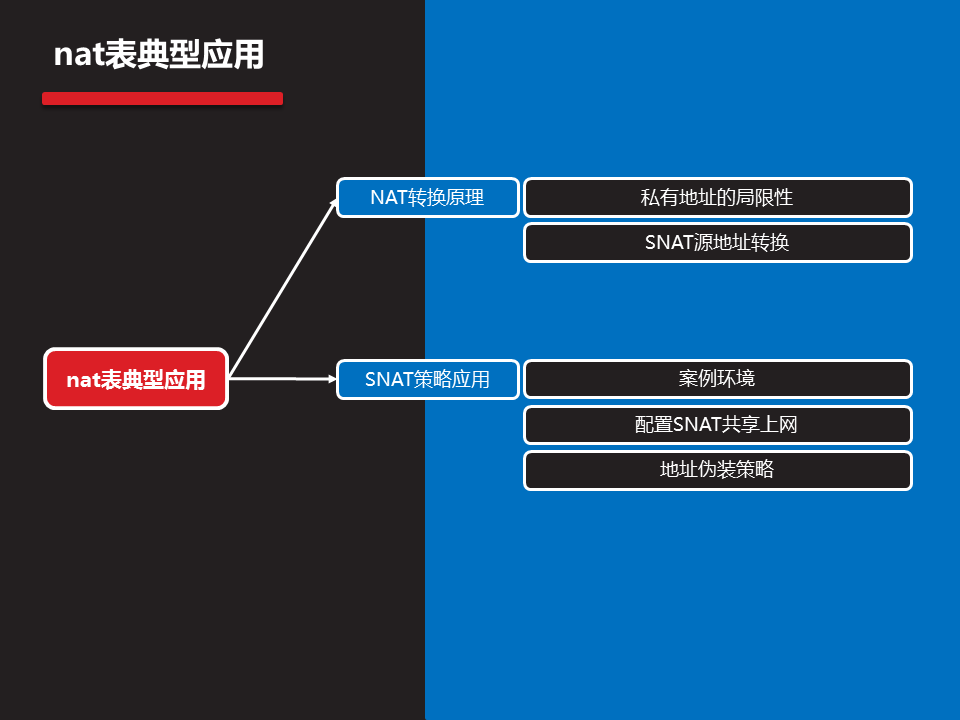 nat表典型应用
NAT转换原理
私有地址的局限性
SNAT源地址转换
nat表典型应用
SNAT策略应用
案例环境
配置SNAT共享上网
地址伪装策略